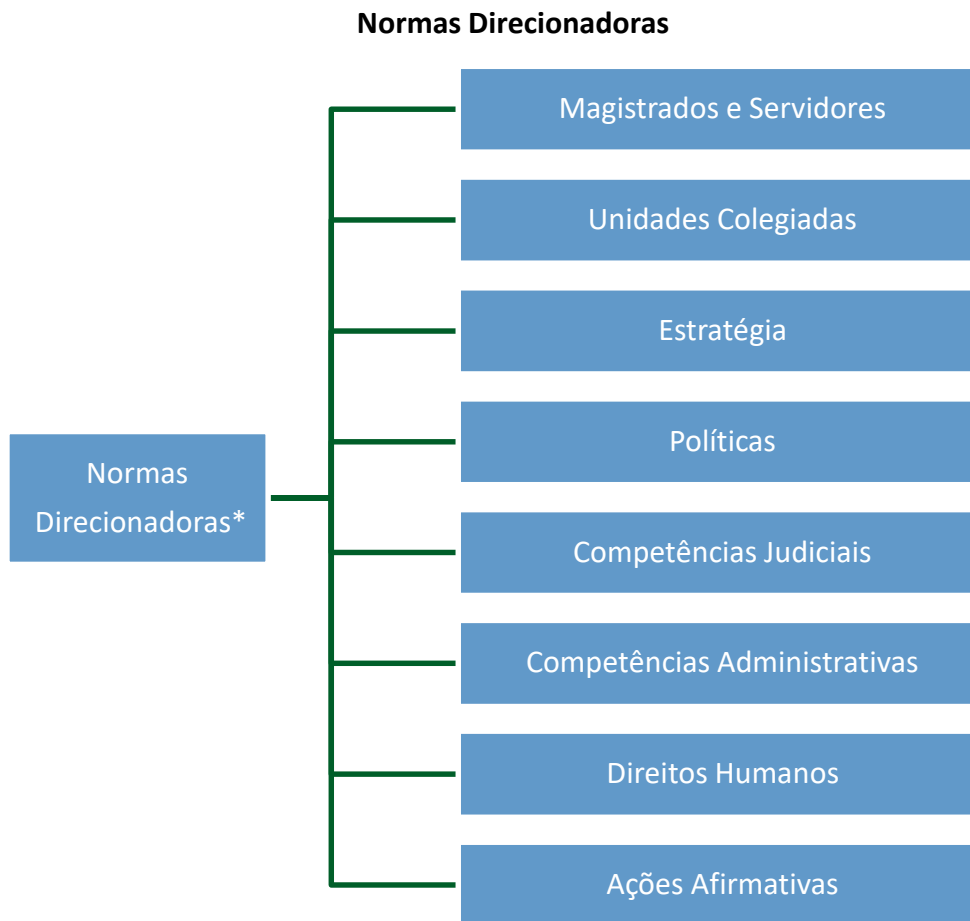 Normas Direcionadoras
Magistrados e Servidores
Unidades Colegiadas
Estratégia
Políticas
Normas
Direcionadoras*
Competências Judiciais
Competências Administrativas
Direitos Humanos
Ações Afirmativas